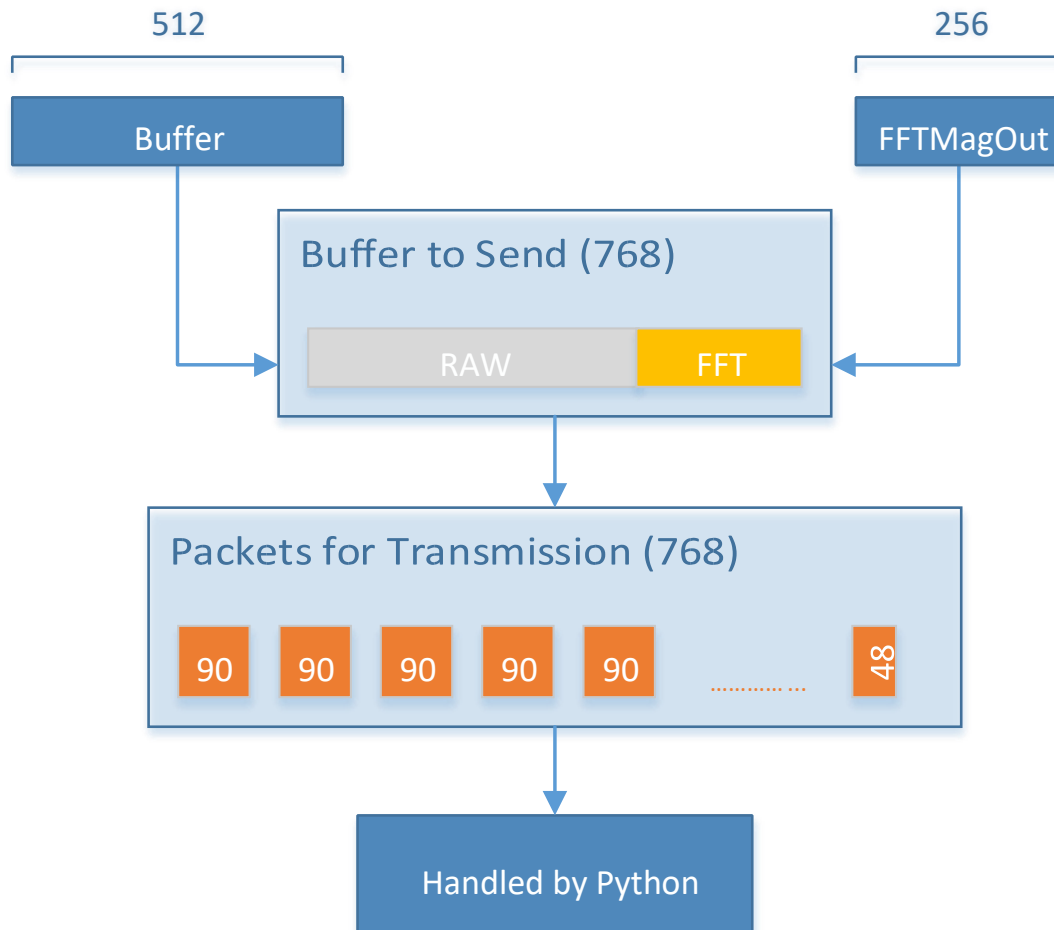 512
256
Buffer
FFTMagOut
Buffer to Send (768)
RAW
FFT
Packets for Transmission (768)
90
90
90
90
90
………… …
48
Handled by Python